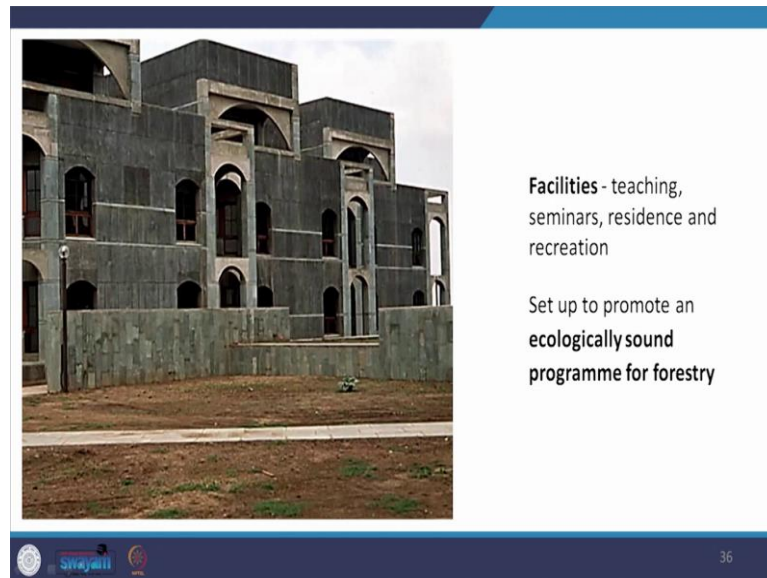 Facilities - teaching,
seminars, residence and
recreation
Set up to promote an
ecologically sound
programme for forestry
swayam
36